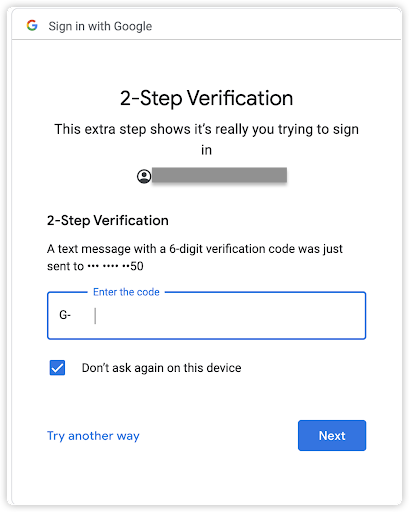 Sign in with Google
2-Step Verification
This extra step shows it's really you trying to sign
in
2-Step Verification
A text message with a 6-digit verification code was just
sent to ••• •••• ••50
Enter the code
G-
Don't ask again on this device
Try another way
Next